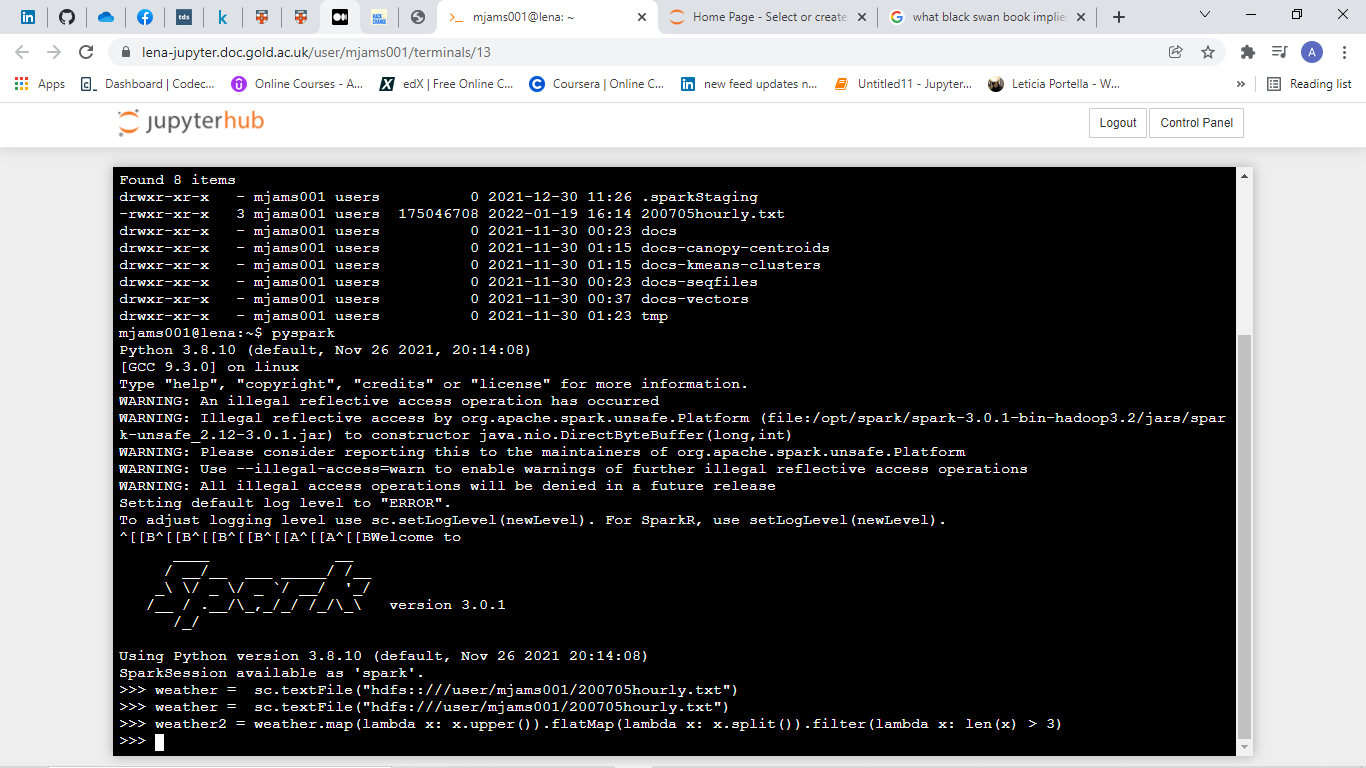 mjams001@lena: ~
Home Page - Select or create
what black swan book implie
lena-jupyter.doc.gold.ac.uk/user/mjams001/terminals/13
Apps
Dashboard | Codec...
Online Courses - A...
edX | Free Online C...
Coursera | Online C...
new feed updates n...
Untitled11 - Jupyter...
Leticia Portella - W...
»
Reading list
jupyterhub
Logout
Control Panel
Found 8 items
drwxr-xr-x   - mjams001 users          0 2021-12-30 11:26 .sparkStaging
-rwxr-xr-x   3 mjams001 users  175046708 2022-01-19 16:14 200705hourly.txt
drwxr-xr-x   - mjams001 users          0 2021-11-30 00:23 docs
drwxr-xr-x   - mjams001 users          0 2021-11-30 01:15 docs-canopy-centroids
drwxr-xr-x   - mjams001 users          0 2021-11-30 01:15 docs-kmeans-clusters
drwxr-xr-x   - mjams001 users          0 2021-11-30 00:23 docs-seqfiles
drwxr-xr-x   - mjams001 users          0 2021-11-30 00:37 docs-vectors
drwxr-xr-x   - mjams001 users          0 2021-11-30 01:23 tmp
mjams001@lena:~$ pyspark
Python 3.8.10 (default, Nov 26 2021, 20:14:08)
[GCC 9.3.0] on linux
Type "help", "copyright", "credits" or "license" for more information.
WARNING: An illegal reflective access operation has occurred
WARNING: Illegal reflective access by org.apache.spark.unsafe.Platform (file:/opt/spark/spark-3.0.1-bin-hadoop3.2/jars/spar
k-unsafe_2.12-3.0.1.jar) to constructor java.nio.DirectByteBuffer(long,int)
WARNING: Please consider reporting this to the maintainers of org.apache.spark.unsafe.Platform
WARNING: Use --illegal-access=warn to enable warnings of further illegal reflective access operations
WARNING: All illegal access operations will be denied in a future release
Setting default log level to "ERROR".
To adjust logging level use sc.setLogLevel(newLevel). For SparkR, use setLogLevel(newLevel).
^[[B^[[B^[[B^[[B^[[A^[[A^[[BWelcome to
Spark
version 3.0.1
Using Python version 3.8.10 (default, Nov 26 2021 20:14:08)
SparkSession available as 'spark'.
>>> weather =  sc.textFile("hdfs::///user/mjams001/200705hourly.txt")
>>> weather =  sc.textFile("hdfs:///user/mjams001/200705hourly.txt")
>>> weather2 = weather.map(lambda x: x.upper()).flatMap(lambda x: x.split()).filter(lambda x: len(x) > 3)
>>>